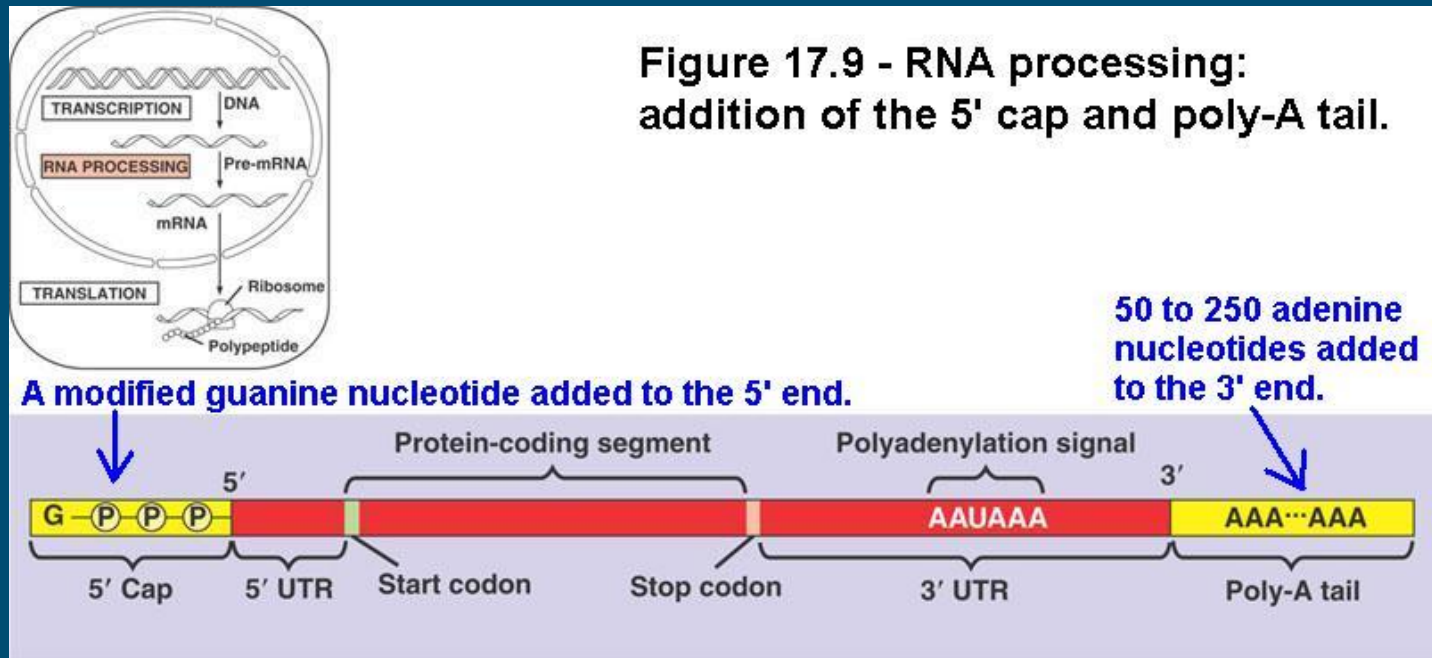 Figure 17.9 - RNA processing:
addition of the 5' cap and poly-A tail.
TRANSCRIPTION
DNA
RNA PROCESSING
Pre-mRNA
mRNA
TRANSLATION
Ribosome
Polypeptide
A modified guanine nucleotide added to the 5' end.
50 to 250 adenine
nucleotides added
to the 3' end.
Protein-coding segment
Polyadenylation signal
5′
3′
G P P P
AAUAAA
AAA···AAA
5′ Cap
5′ UTR
Start codon
Stop codon
3′ UTR
Poly-A tail